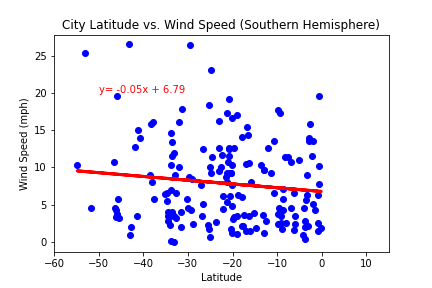 City Latitude vs. Wind Speed (Southern Hemisphere)
25
20
15
10
5
0
Wind Speed (mph)
y= -0.05x + 6.79
−60 −50 −40 −30 −20 −10 0 10
Latitude